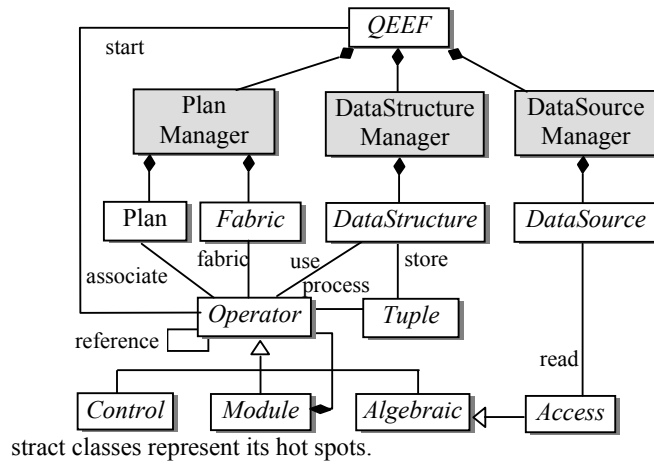 QEEF
start
Plan
Manager
DataStructure
Manager
DataSource
Manager
Plan
Fabric
DataStructure
DataSource
associate
fabric
use
process
store
Operator
Tuple
reference
read
Control
Module
Algebraic
Access
stract classes represent its hot spots.